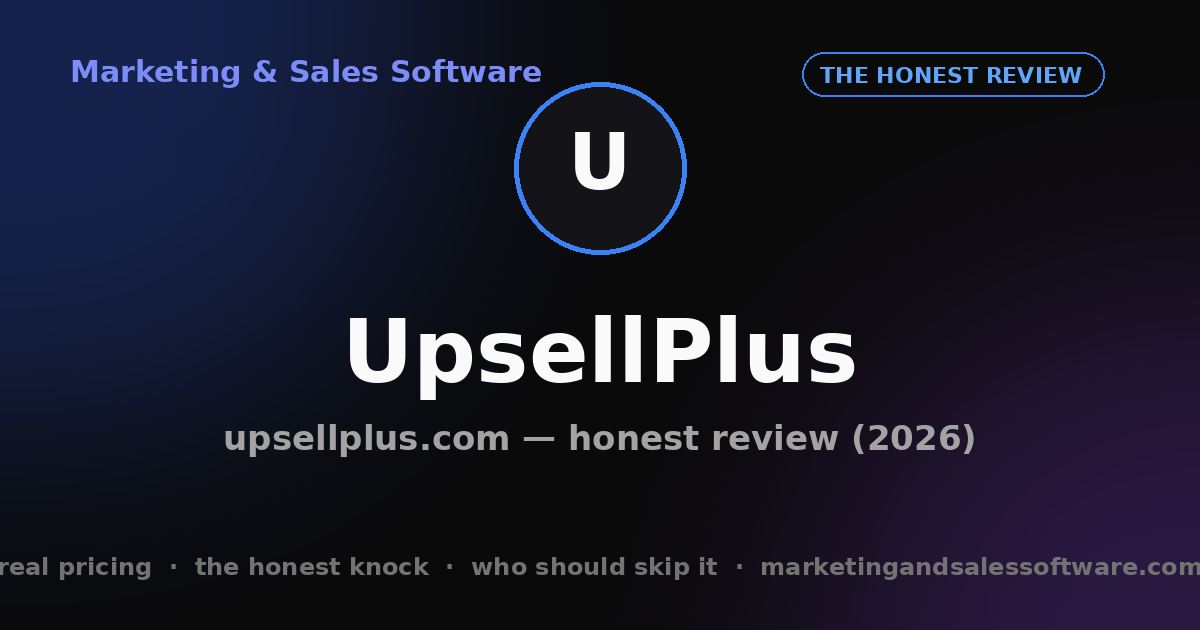 Marketing & Sales Software
THE HONEST REVIEW
U
UpsellPlus
upsellplus.com — honest review (2026)
real pricing · the honest knock · who should skip it · marketingandsalessoftware.com